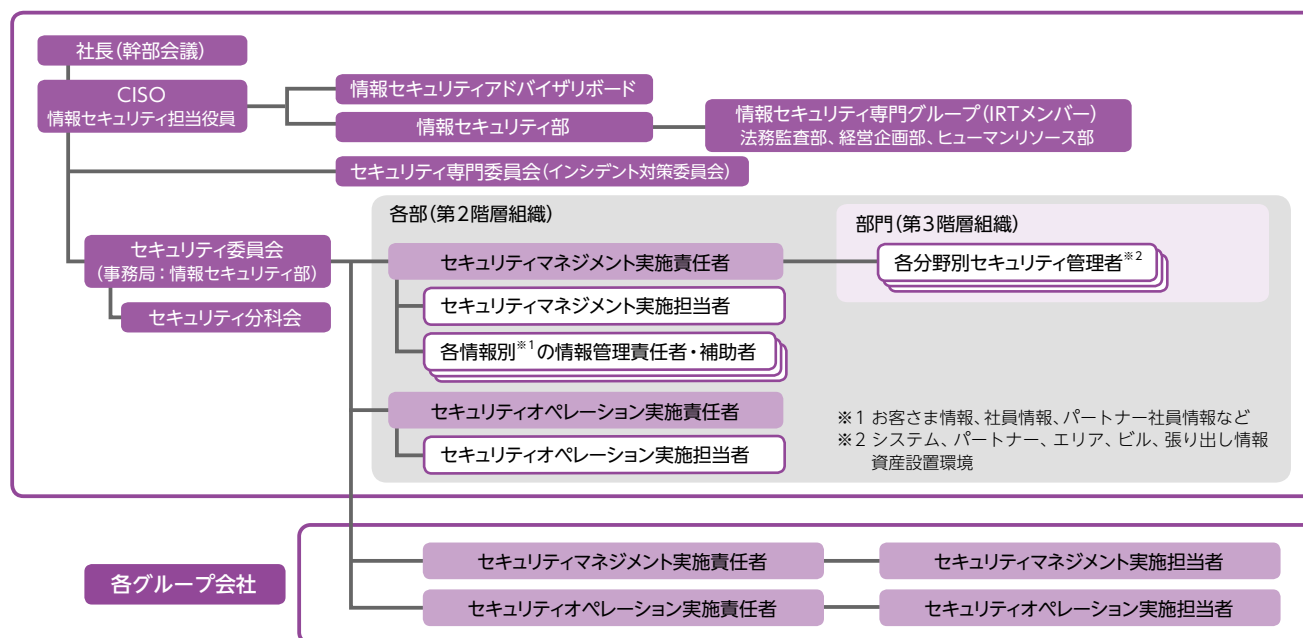 社長(幹部会議)
CISO
情報セキュリティ担当役員
情報セキュリティアドバイザリボード
情報セキュリティ部
情報セキュリティ専門グループ(IRTメンバー)
法務監査部、経営企画部、ヒューマンリソース部
セキュリティ専門委員会(インシデント対策委員会)
セキュリティ委員会
(事務局：情報セキュリティ部)
セキュリティ分科会
各部(第2階層組織)
セキュリティマネジメント実施責任者
セキュリティマネジメント実施担当者
各情報別※1の情報管理責任者・補助者
セキュリティオペレーション実施責任者
セキュリティオペレーション実施担当者
部門(第3階層組織)
各分野別セキュリティ管理者※2
※1 お客さま情報、社員情報、パートナー社員情報など
※2 システム、パートナー、エリア、ビル、張り出し情報
資産設置環境
各グループ会社
セキュリティマネジメント実施責任者
セキュリティマネジメント実施担当者
セキュリティオペレーション実施責任者
セキュリティオペレーション実施担当者